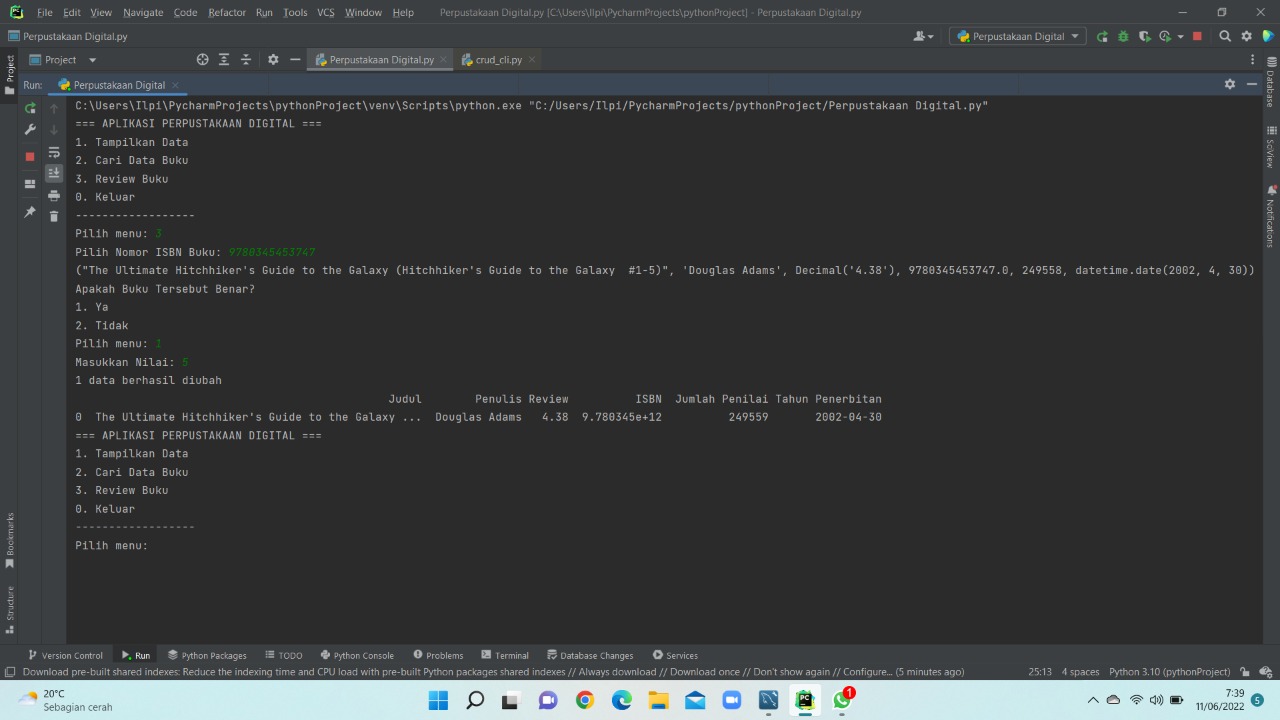 File Edit View Navigate Code Refactor Run Tools VCS Window Help Perpustakaan Digital.py [C:\Users\Ilpi\PycharmProjects\pythonProject] - Perpustakaan Digital.py
Perpustakaan Digital.py Perpustakaan Digital
Project Perpustakaan Digital.py crud_cli.py
Run: Perpustakaan Digital
C:\Users\Ilpi\PycharmProjects\pythonProject\venv\Scripts\python.exe "C:/Users/Ilpi/PycharmProjects/pythonProject/Perpustakaan Digital.py"
=== APLIKASI PERPUSTAKAAN DIGITAL ===
1. Tampilkan Data
2. Cari Data Buku
3. Review Buku
0. Keluar
------------------
Pilih menu: 3
Pilih Nomor ISBN Buku: 9780345453747
("The Ultimate Hitchhiker's Guide to the Galaxy (Hitchhiker's Guide to the Galaxy  #1-5)", 'Douglas Adams', Decimal('4.38'), 9780345453747.0, 249558, datetime.date(2002, 4, 30))
Apakah Buku Tersebut Benar?
1. Ya
2. Tidak
Pilih menu: 1
Masukkan Nilai: 5
1 data berhasil diubah
Judul Penulis Review ISBN Jumlah Penilai Tahun Penerbitan
0 The Ultimate Hitchhiker's Guide to the Galaxy ... Douglas Adams 4.38 9.780345e+12 249559 2002-04-30
=== APLIKASI PERPUSTAKAAN DIGITAL ===
1. Tampilkan Data
2. Cari Data Buku
3. Review Buku
0. Keluar
------------------
Pilih menu:
Project
Bookmarks
Structure
Database
SciView
Notifications
Version Control Run Python Packages TODO Python Console Problems Terminal Database Changes Services
Download pre-built shared indexes: Reduce the indexing time and CPU load with pre-built Python packages shared indexes // Always download // Download once // Don't show again // Configure... (5 minutes ago) 25:13 4 spaces Python 3.10 (pythonProject)
20°C
Sebagian cerah
PC
1
7:39
11/06/2022
5